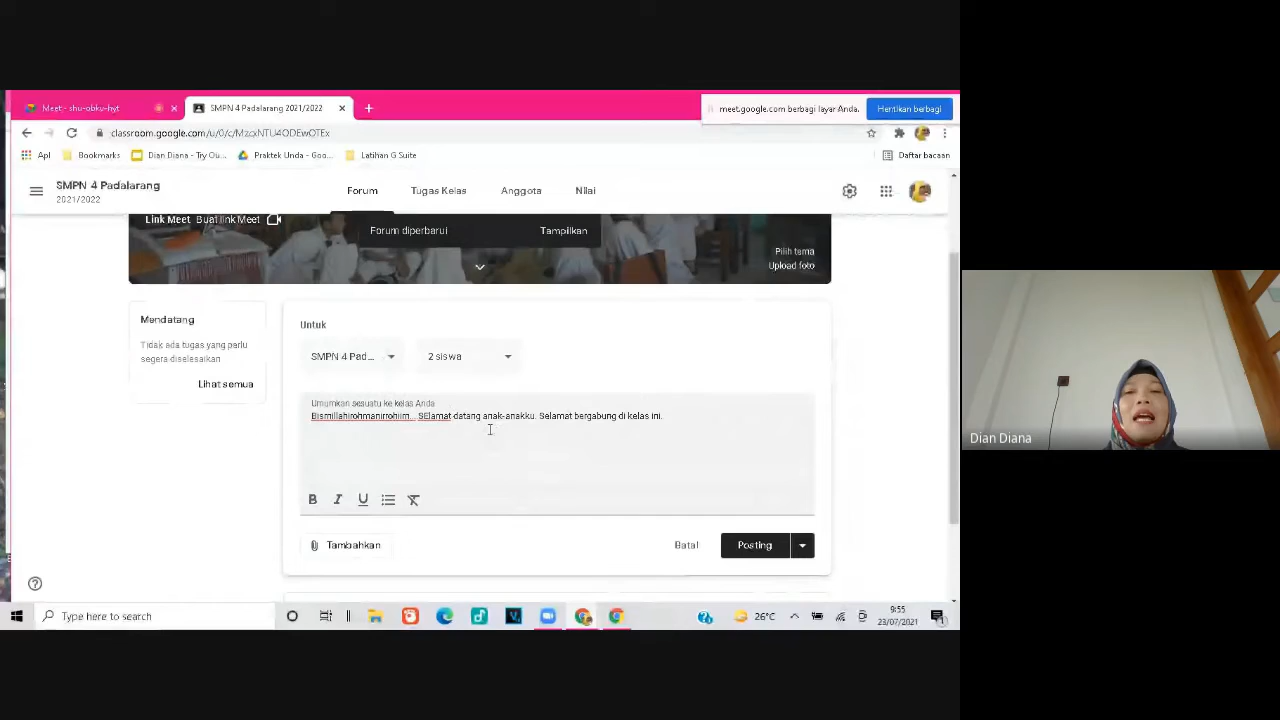 Meet - shu-obku-hyt
SMPN 4 Padalarang 2021/2022
meet.google.com berbagi layar Anda.
Hentikan berbagi
Apl
Bookmarks
Dian Diana - Try Ou...
Praktek Unda - Goo...
Latihan G Suite
Daftar bacaan
SMPN 4 Padalarang
2021/2022
Forum
Tugas Kelas
Anggota
Nilai
Link Meet Buat link Meet
Forum diperbarui
Tampilkan
Pilih tema
Upload foto
Mendatang
Tidak ada tugas yang perlu
segera diselesaikan
Lihat semua
Untuk
SMPN 4 Pad...
2 siswa
Umumkan sesuatu ke kelas Anda
Bismillahirohmanirrohiim... SElamat datang anak-anakku. Selamat bergabung di kelas ini.
B I U
Tambahkan
Batal
Posting
Dian Diana
Type here to search
26°C
9:55
23/07/2021